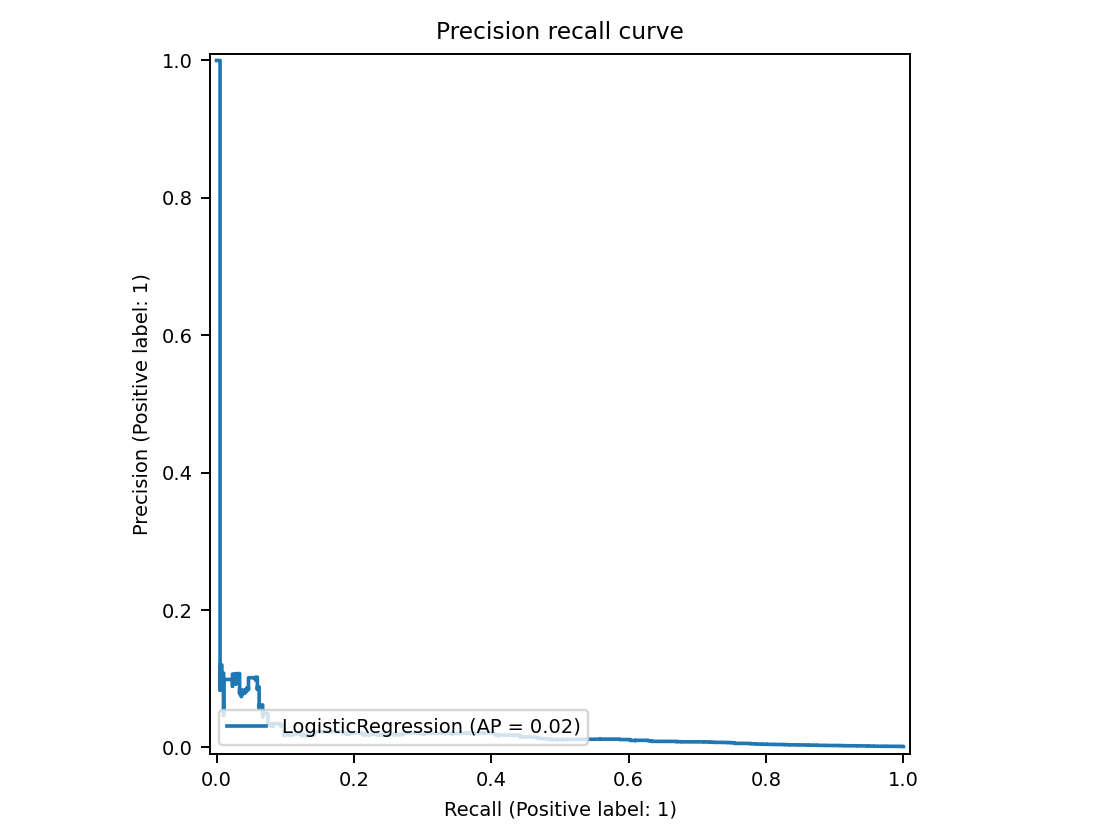 Precision recall curve
1.0
0.8
0.6
0.4
0.2
0.0
Precision (Positive label: 1)
LogisticRegression (AP = 0.02)
0.0 0.2 0.4 0.6 0.8 1.0
Recall (Positive label: 1)